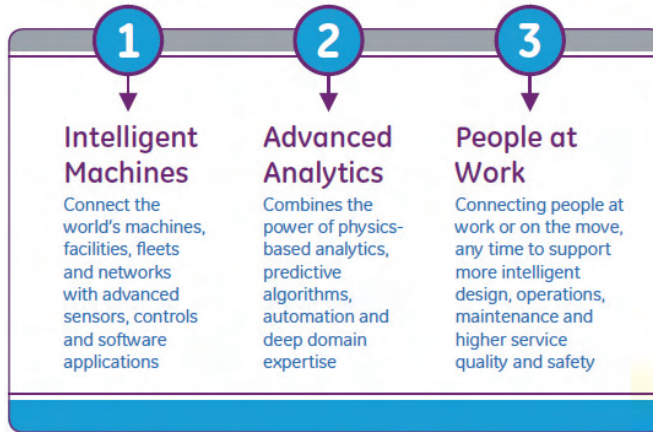 1
Intelligent
Machines
Connect the
world's machines,
facilities, fleets
and networks
with advanced
sensors, controls
and software
applications
2
Advanced
Analytics
Combines the
power of physics-
based analytics,
predictive
algorithms,
automation and
deep domain
expertise
3
People at
Work
Connecting people at
work or on the move,
any time to support
more intelligent
design, operations,
maintenance and
higher service
quality and safety